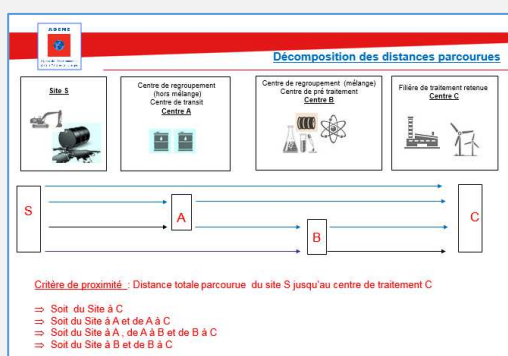 ADEME
Décomposition des distances parcourues
Site S
Centre de regroupement
(hors mélange)
Centre de transit
Centre A
Centre de regroupement (mélange)
Centre de pré traitement
Centre B
Filière de traitement retenue
Centre C
S
A
B
C
Critère de proximité : Distance totale parcourue du site S jusqu'au centre de traitement C
⇒ Soit du Site à C
⇒ Soit du Site à A et de A à C
⇒ Soit du Site à A , de A à B et de B à C
⇒ Soit du Site à B et de B à C